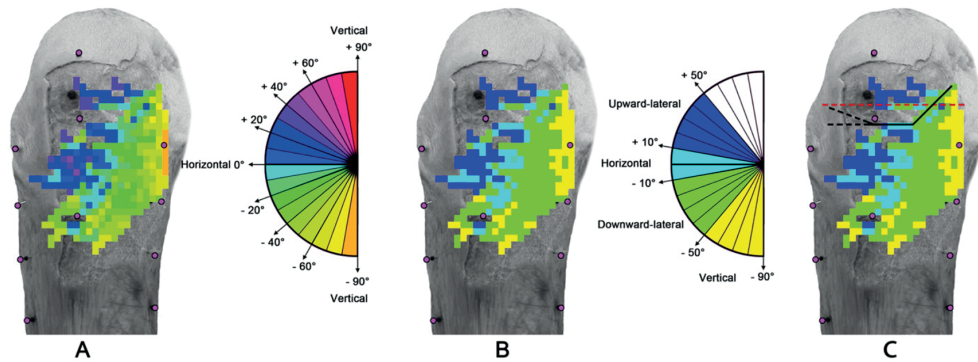 Vertical
+ 90°
+ 60°
+ 40°
+ 20°
Horizontal 0°
- 20°
- 40°
- 60°
- 90°
Vertical
+ 50°
Upward-lateral
+ 10°
Horizontal
- 10°
Downward-lateral
- 50°
Vertical
- 90°
A
B
C